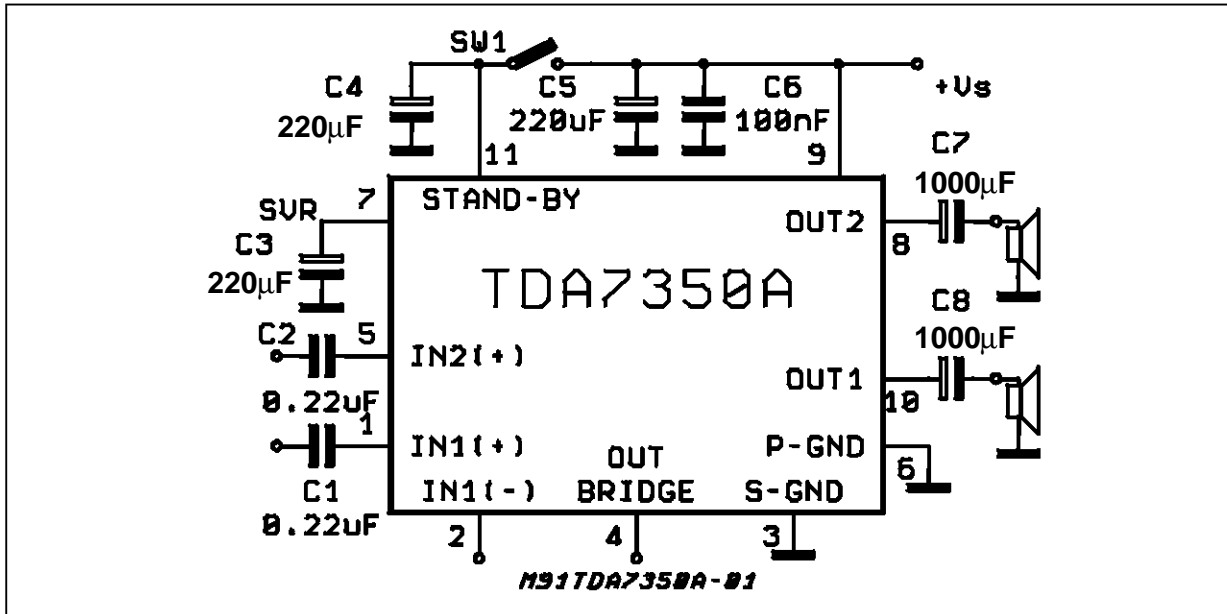 SW1
C4
220µF
C5
220uF
C6
100nF
+Vs
11
9
C7
1000µF
7
STAND-BY
SVR
OUT2
8
C3
220µF
TDA7350A
C8
1000µF
C2
5
IN2(+)
0.22uF
OUT1
10
1
IN1(+)
P-GND
6
C1
0.22uF
IN1(-)
OUT
BRIDGE
S-GND
2
4
3
M91TDA7350A-01